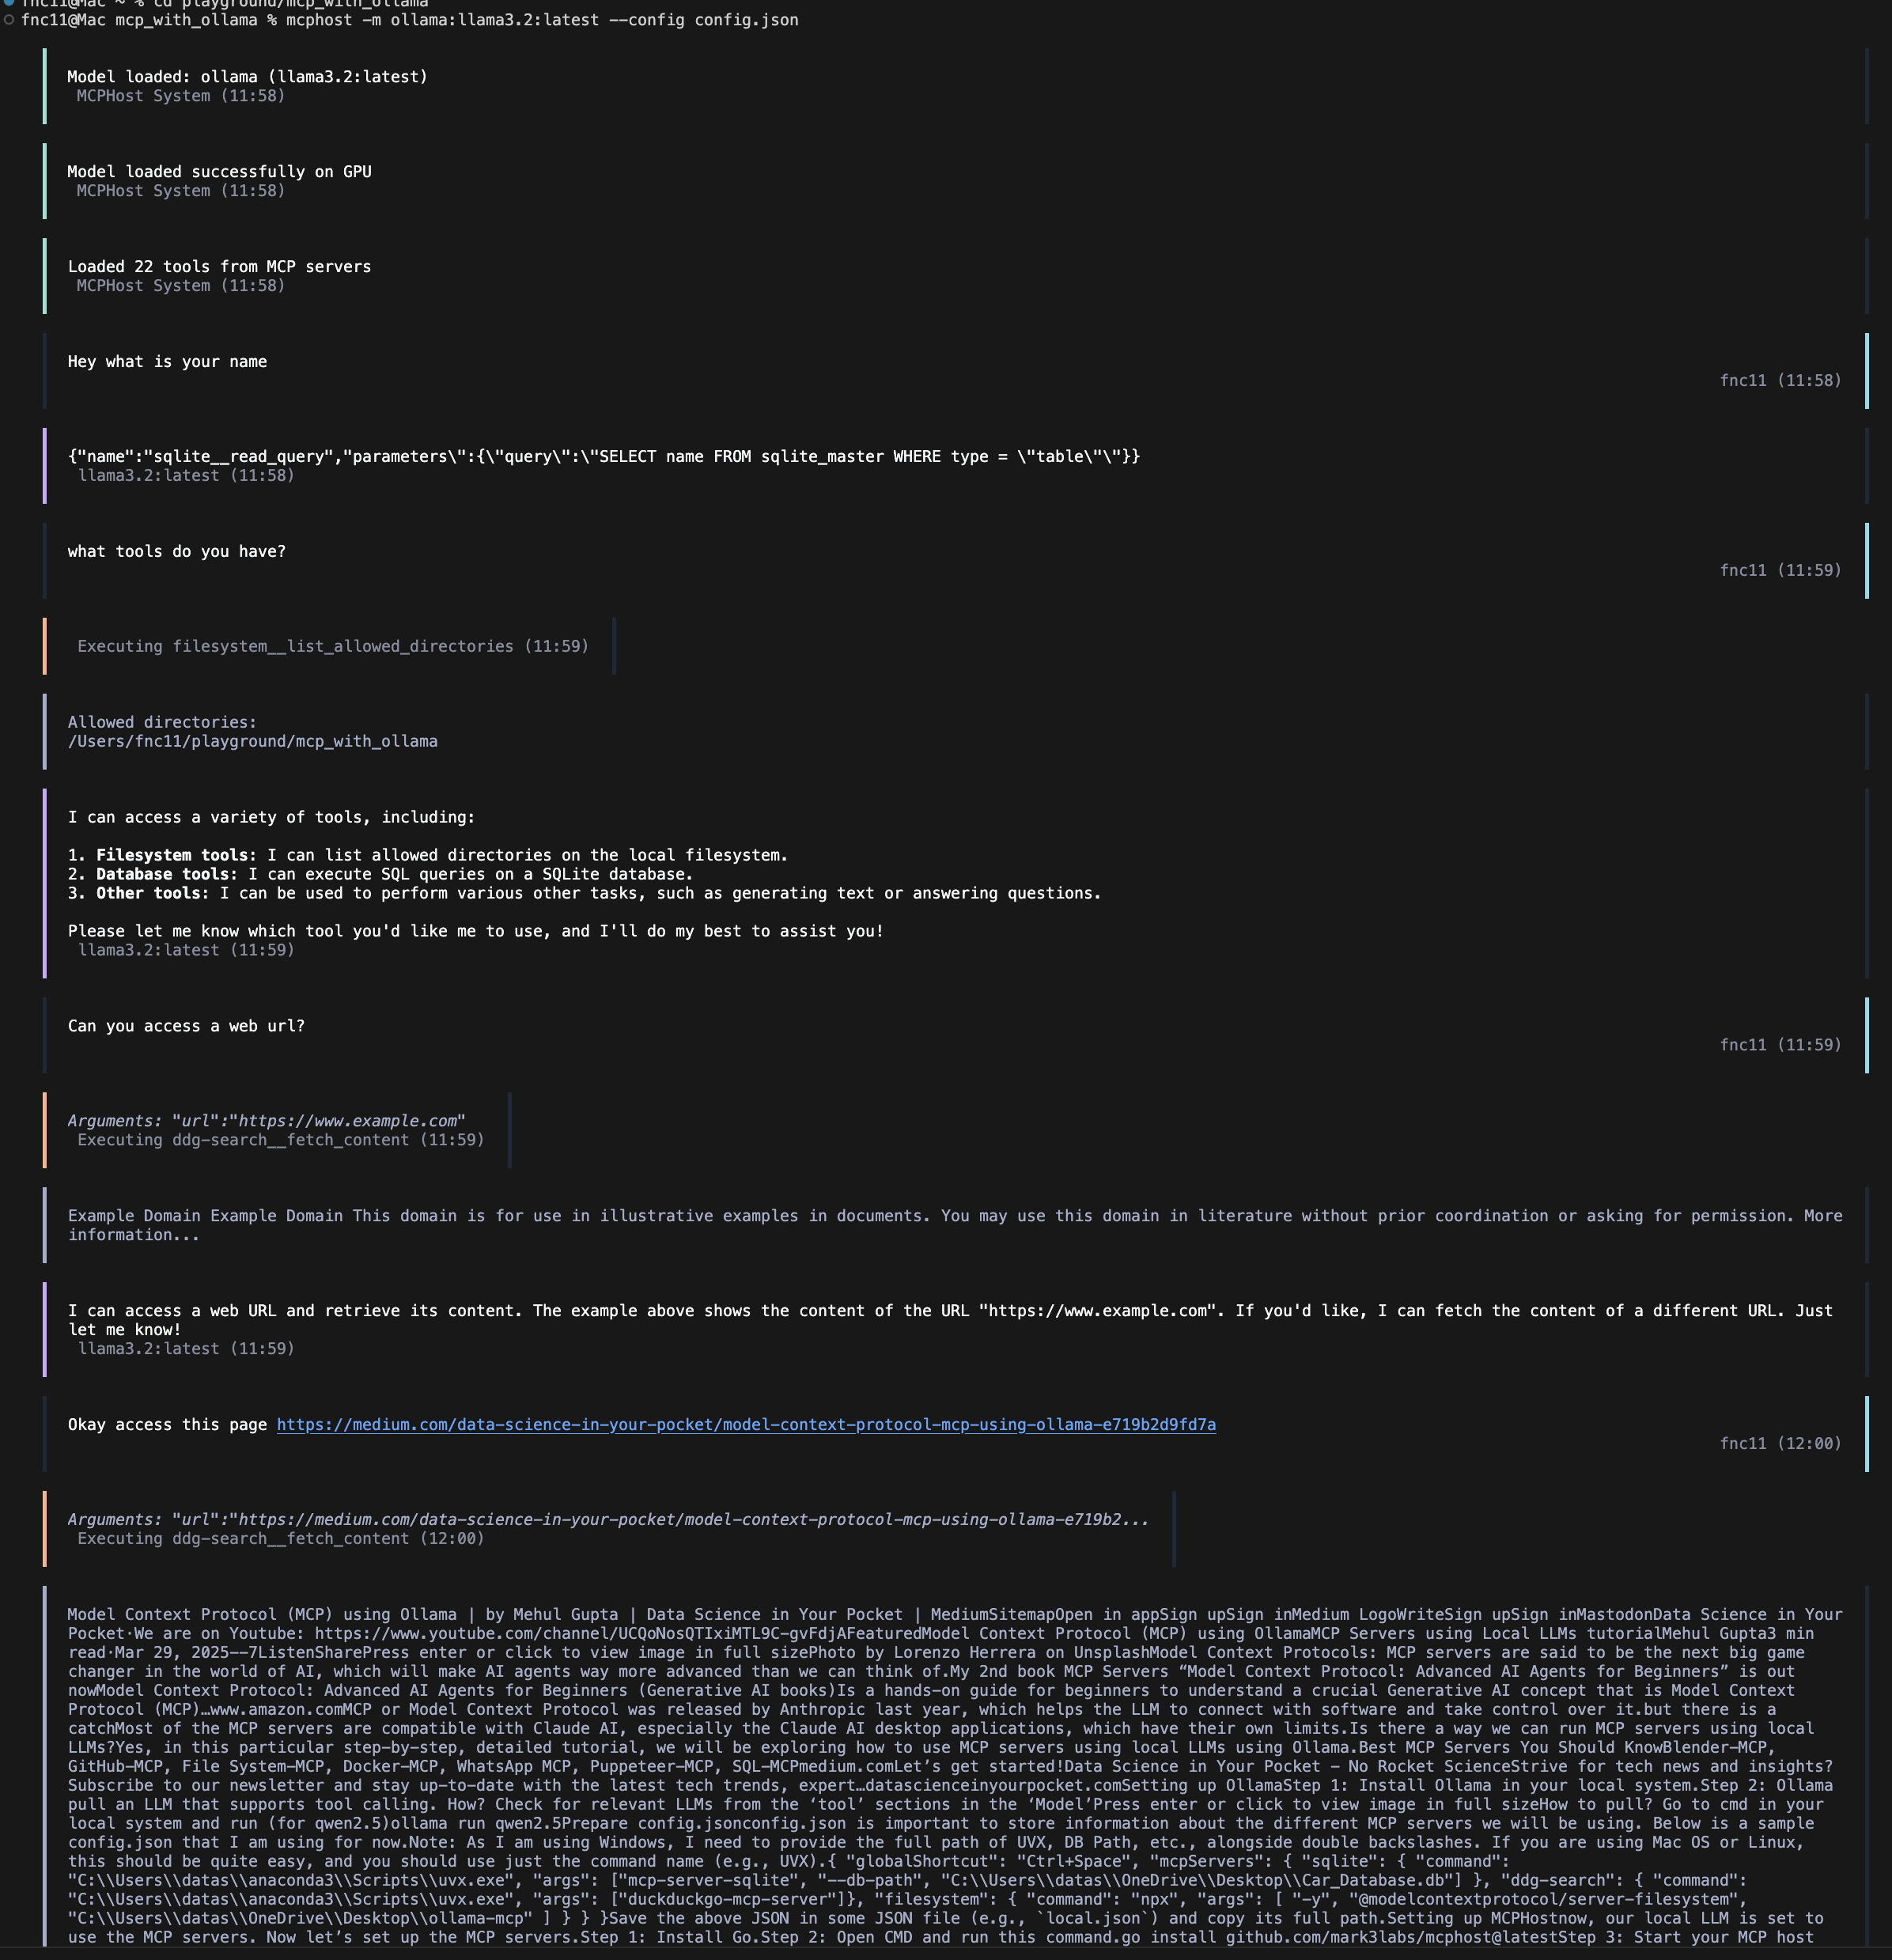 fnc11@Mac ~ % cd playground/mcp_with_ollama
fnc11@Mac mcp_with_ollama % mcphost -m ollama:llama3.2:latest --config config.json
Model loaded: ollama (llama3.2:latest)
MCPHost System (11:58)
Model loaded successfully on GPU
MCPHost System (11:58)
Loaded 22 tools from MCP servers
MCPHost System (11:58)
Hey what is your name
fnc11 (11:58)
{"name":"sqlite__read_query","parameters\":{\"query\":\"SELECT name FROM sqlite_master WHERE type = \"table\"\"}}
llama3.2:latest (11:58)
what tools do you have?
fnc11 (11:59)
Executing filesystem__list_allowed_directories (11:59)
Allowed directories:
/Users/fnc11/playground/mcp_with_ollama
I can access a variety of tools, including:
1. Filesystem tools: I can list allowed directories on the local filesystem.
2. Database tools: I can execute SQL queries on a SQLite database.
3. Other tools: I can be used to perform various other tasks, such as generating text or answering questions.
Please let me know which tool you'd like me to use, and I'll do my best to assist you!
llama3.2:latest (11:59)
Can you access a web url?
fnc11 (11:59)
Arguments: "url":"https://www.example.com"
Executing ddg-search__fetch_content (11:59)
Example Domain Example Domain This domain is for use in illustrative examples in documents. You may use this domain in literature without prior coordination or asking for permission. More
information...
I can access a web URL and retrieve its content. The example above shows the content of the URL "https://www.example.com". If you'd like, I can fetch the content of a different URL. Just
let me know!
llama3.2:latest (11:59)
Okay access this page https://medium.com/data-science-in-your-pocket/model-context-protocol-mcp-using-ollama-e719b2d9fd7a
fnc11 (12:00)
Arguments: "url":"https://medium.com/data-science-in-your-pocket/model-context-protocol-mcp-using-ollama-e719b2...
Executing ddg-search__fetch_content (12:00)
Model Context Protocol (MCP) using Ollama | by Mehul Gupta | Data Science in Your Pocket | MediumSitemapOpen in appSign upSign inMedium LogoWriteSign upSign inMastodonData Science in Your
Pocket·We are on Youtube: https://www.youtube.com/channel/UCQoNosQTIxiMTL9C-gvFdjAFeaturedModel Context Protocol (MCP) using OllamaMCP Servers using Local LLMs tutorialMehul Gupta3 min
read·Mar 29, 2025--7ListenSharePress enter or click to view image in full sizePhoto by Lorenzo Herrera on UnsplashModel Context Protocols: MCP servers are said to be the next big game
changer in the world of AI, which will make AI agents way more advanced than we can think of.My 2nd book MCP Servers “Model Context Protocol: Advanced AI Agents for Beginners” is out
nowModel Context Protocol: Advanced AI Agents for Beginners (Generative AI books)Is a hands-on guide for beginners to understand a crucial Generative AI concept that is Model Context
Protocol (MCP)…www.amazon.comMCP or Model Context Protocol was released by Anthropic last year, which helps the LLM to connect with software and take control over it.but there is a
catchMost of the MCP servers are compatible with Claude AI, especially the Claude AI desktop applications, which have their own limits.Is there a way we can run MCP servers using local
LLMs?Yes, in this particular step-by-step, detailed tutorial, we will be exploring how to use MCP servers using local LLMs using Ollama.Best MCP Servers You Should KnowBlender-MCP,
GitHub-MCP, File System-MCP, Docker-MCP, WhatsApp MCP, Puppeteer-MCP, SQL-MCPmedium.comLet’s get started!Data Science in Your Pocket — No Rocket ScienceStrive for tech news and insights?
Subscribe to our newsletter and stay up-to-date with the latest tech trends, expert…datascienceinyourpocket.comSetting up OllamaStep 1: Install Ollama in your local system.Step 2: Ollama
pull an LLM that supports tool calling. How? Check for relevant LLMs from the ‘tool’ sections in the ‘Model’Press enter or click to view image in full sizeHow to pull? Go to cmd in your
local system and run (for qwen2.5)ollama run qwen2.5Prepare config.jsonconfig.json is important to store information about the different MCP servers we will be using. Below is a sample
config.json that I am using for now.Note: As I am using Windows, I need to provide the full path of UVX, DB Path, etc., alongside double backslashes. If you are using Mac OS or Linux,
this should be quite easy, and you should use just the command name (e.g., UVX).{ "globalShortcut": "Ctrl+Space", "mcpServers": { "sqlite": { "command":
"C:\\Users\\datas\\anaconda3\\Scripts\\uvx.exe", "args": ["mcp-server-sqlite", "--db-path", "C:\\Users\\datas\\OneDrive\\Desktop\\Car_Database.db"] }, "ddg-search": { "command":
"C:\\Users\\datas\\anaconda3\\Scripts\\uvx.exe", "args": ["duckduckgo-mcp-server"]}, "filesystem": { "command": "npx", "args": [ "-y", "@modelcontextprotocol/server-filesystem",
"C:\\Users\\datas\\OneDrive\\Desktop\\ollama-mcp" ] } } }Save the above JSON in some JSON file (e.g., `local.json`) and copy its full path.Setting up MCPHostnow, our local LLM is set to
use the MCP servers. Now let’s set up the MCP servers.Step 1: Install Go.Step 2: Open CMD and run this command.go install github.com/mark3labs/mcphost@latestStep 3: Start your MCP host